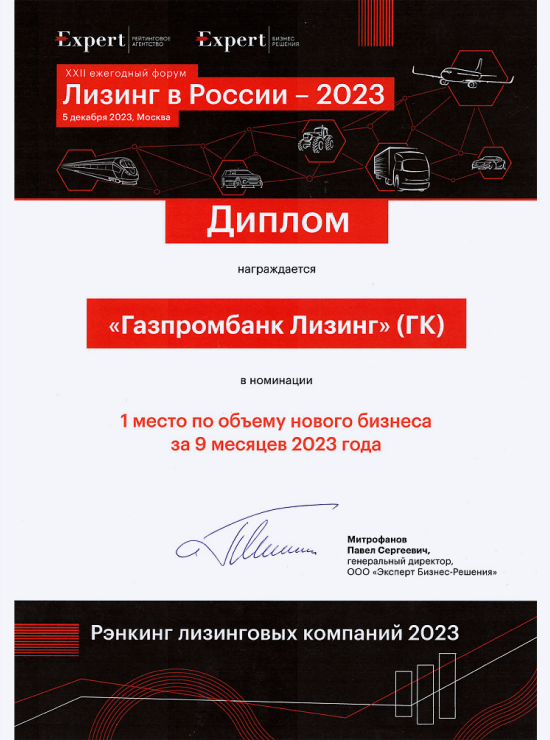 Expert РЕЙТИНГОВОЕ АГЕНТСТВО
Expert БИЗНЕС РЕШЕНИЯ
XXII ежегодный форум
Лизинг в России – 2023
5 декабря 2023, Москва
Диплом
награждается
«Газпромбанк Лизинг» (ГК)
в номинации
1 место по объему нового бизнеса
за 9 месяцев 2023 года
Митрофанов
Павел Сергеевич,
генеральный директор,
ООО «Эксперт Бизнес-Решения»
Рэнкинг лизинговых компаний 2023